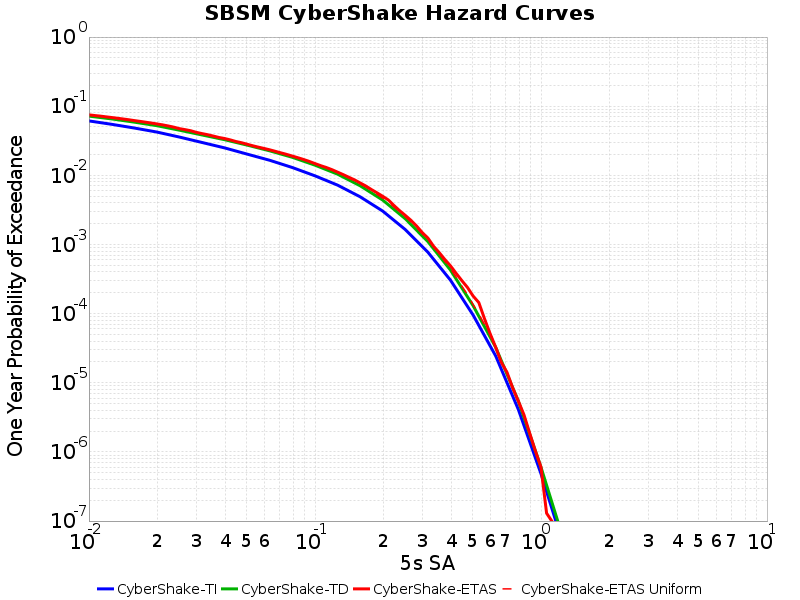 SBSM CyberShake Hazard Curves
One Year Probability of Exceedance
10^0
10^-1
10^-2
10^-3
10^-4
10^-5
10^-6
10^-7
10^-2 2 3 4 5 6 10^-1 2 3 4 5 6 7 10^0 2 3 4 5 6 7 10^1
5s SA
CyberShake-TI CyberShake-TD CyberShake-ETAS CyberShake-ETAS Uniform